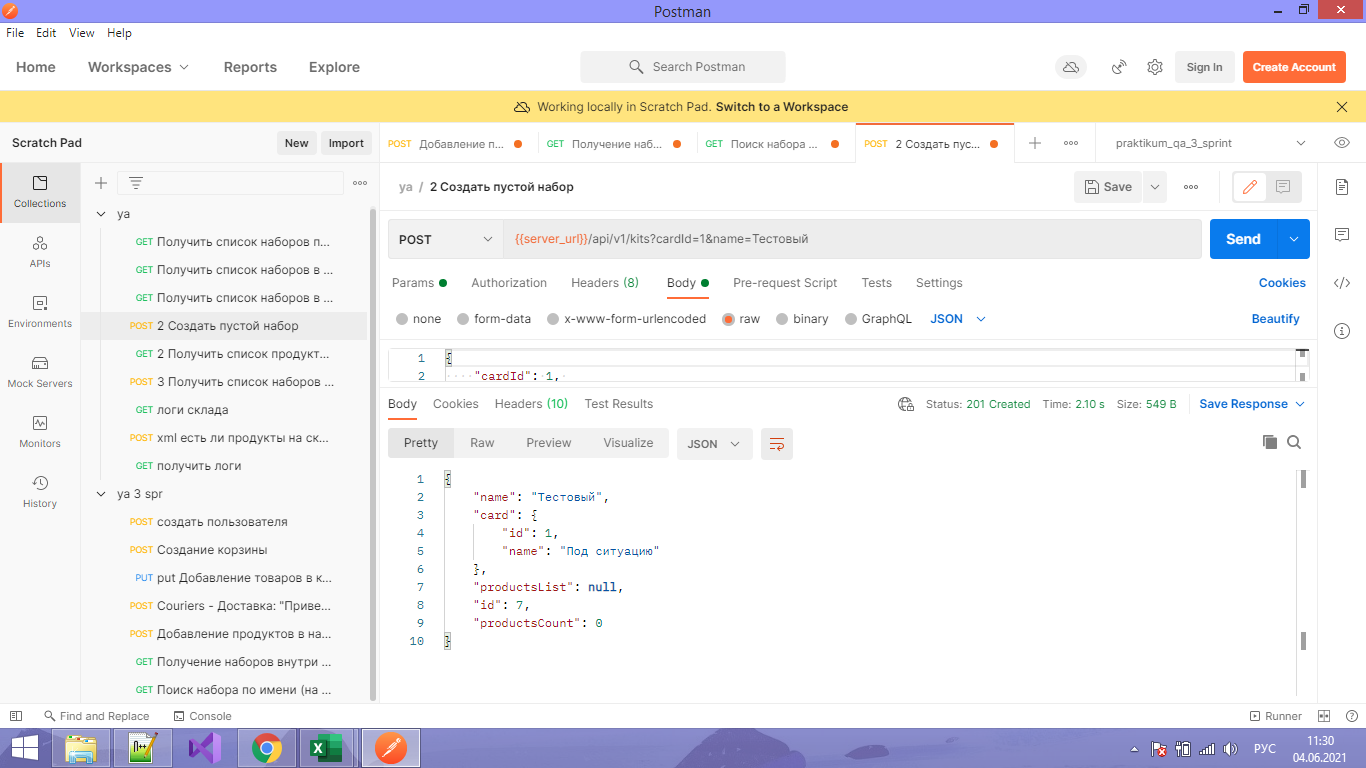 Postman
File Edit View Help
Home Workspaces Reports Explore Search Postman Sign In Create Account
Working locally in Scratch Pad. Switch to a Workspace
Scratch Pad New Import
POST Добавление п... GET Получение наб... GET Поиск набора ... POST 2 Создать пус... praktikum_qa_3_sprint
Collections
APIs
Environments
Mock Servers
Monitors
History
ya
GET Получить список наборов п...
GET Получить список наборов в ...
GET Получить список наборов в ...
POST 2 Создать пустой набор
GET 2 Получить список продукт...
POST 3 Получить список наборов ...
GET логи склада
POST xml есть ли продукты на ск...
GET получить логи
ya 3 spr
POST создать пользователя
POST Создание корзины
PUT put Добавление товаров в к...
POST Couriers - Доставка: "Приве...
POST Добавление продуктов в на...
GET Получение наборов внутри ...
GET Поиск набора по имени (на ...
ya / 2 Создать пустой набор Save
POST {{server_url}}/api/v1/kits?cardId=1&name=Тестовый Send
Params Authorization Headers (8) Body Pre-request Script Tests Settings Cookies
none form-data x-www-form-urlencoded raw binary GraphQL JSON Beautify
1 {
2 "cardId": 1,
Body Cookies Headers (10) Test Results Status: 201 Created Time: 2.10 s Size: 549 B Save Response
Pretty Raw Preview Visualize JSON
1 {
2 "name": "Тестовый",
3 "card": {
4 "id": 1,
5 "name": "Под ситуацию"
6 },
7 "productsList": null,
8 "id": 7,
9 "productsCount": 0
10 }
Find and Replace Console Runner
РУС
11:30
04.06.2021